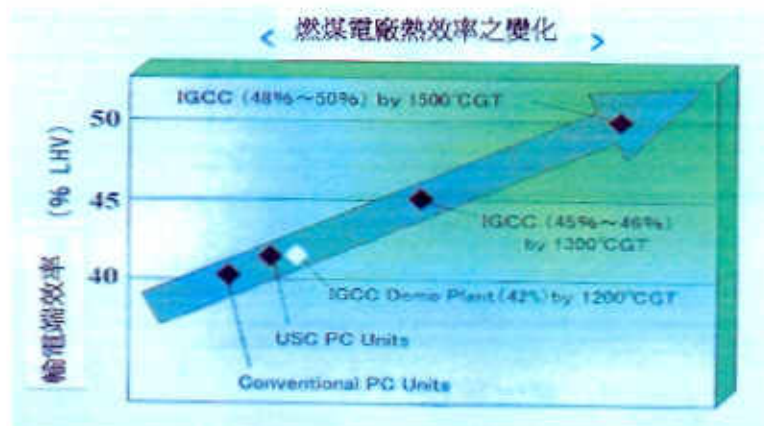 < 燃煤電廠熱效率之變化 >
IGCC (48%～50%) by 1500℃GT
50
(% LHV)
45
IGCC (45%～46%)
by 1300℃GT
40
IGCC Demo Plant(42%)by 1200℃GT
USC PC Units
輸電端效率
Conventional PC Units